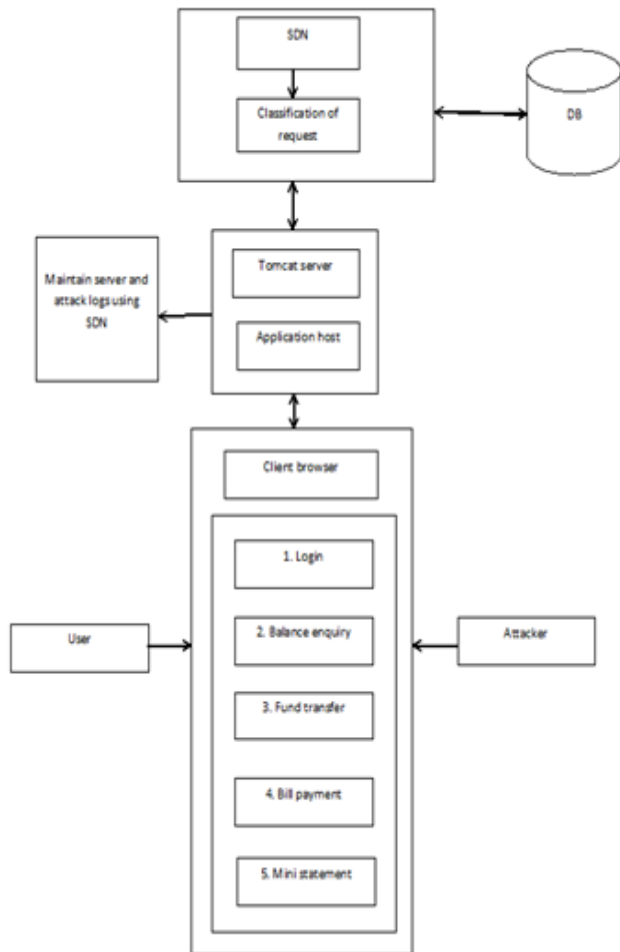 SDN
Classification of
request
DB
Tomcat server
Application host
Maintain server and
attack logs using
SDN
Client browser
1. Login
2. Balance enquiry
3. Fund transfer
4. Bill payment
5. Mini statement
User
Attacker